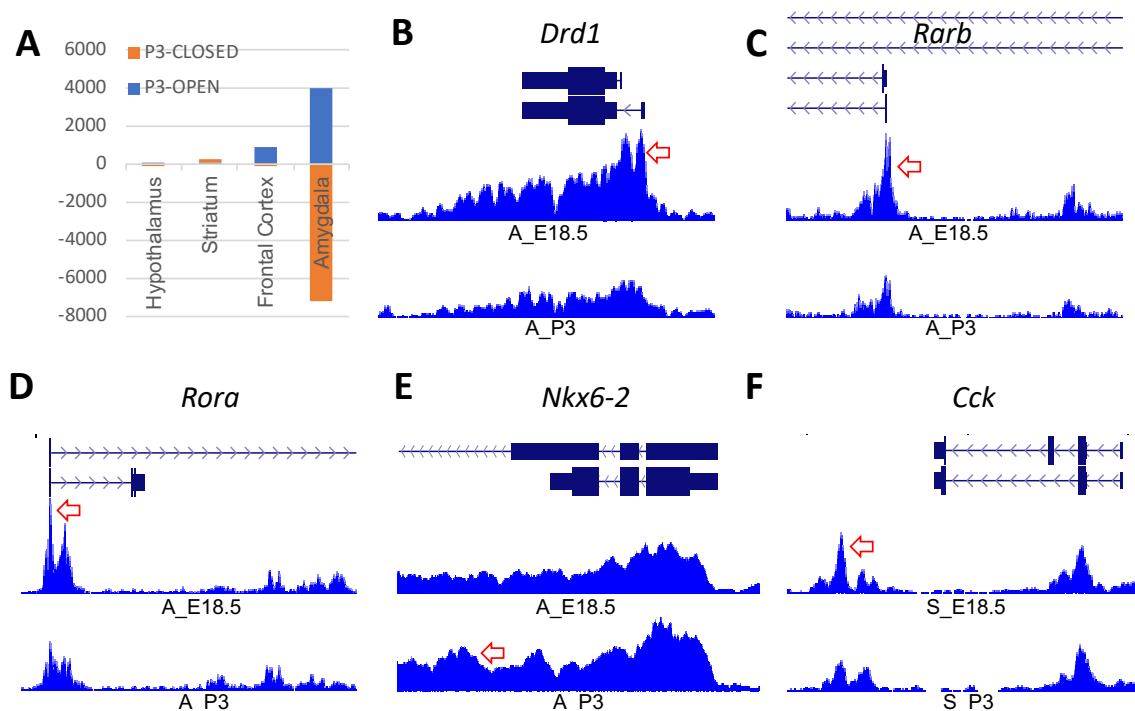 A
P3-CLOSED
P3-OPEN
6000
4000
2000
0
-2000
-4000
-6000
-8000
Hypothalamus
Striatum
Frontal Cortex
Amygdala
B
Drd1
A_E18.5
A_P3
C
Rarb
A_E18.5
A_P3
D
Rora
A_E18.5
A_P3
E
Nkx6-2
A_E18.5
A_P3
F
Cck
S_E18.5
S_P3